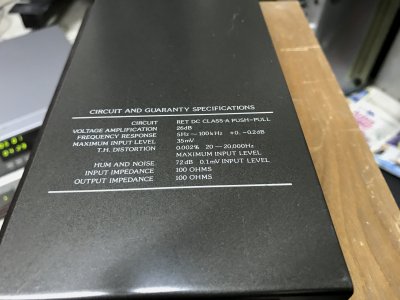 CIRCUIT AND GUARANTY SPECIFICATIONS
CIRCUIT RET DC CLASS-A PUSH-PULL
VOLTAGE AMPLIFICATION 26dB
FREQUENCY RESPONSE 5Hz ~ 100kHz +0, -0.2dB
MAXIMUM INPUT LEVEL 35mV
T.H. DISTORTION 0.002% 20 — 20,000Hz
MAXIMUM INPUT LEVEL
HUM AND NOISE 72dB 0.1mV INPUT LEVEL
INPUT IMPEDANCE 100 OHMS
OUTPUT IMPEDANCE 100 OHMS